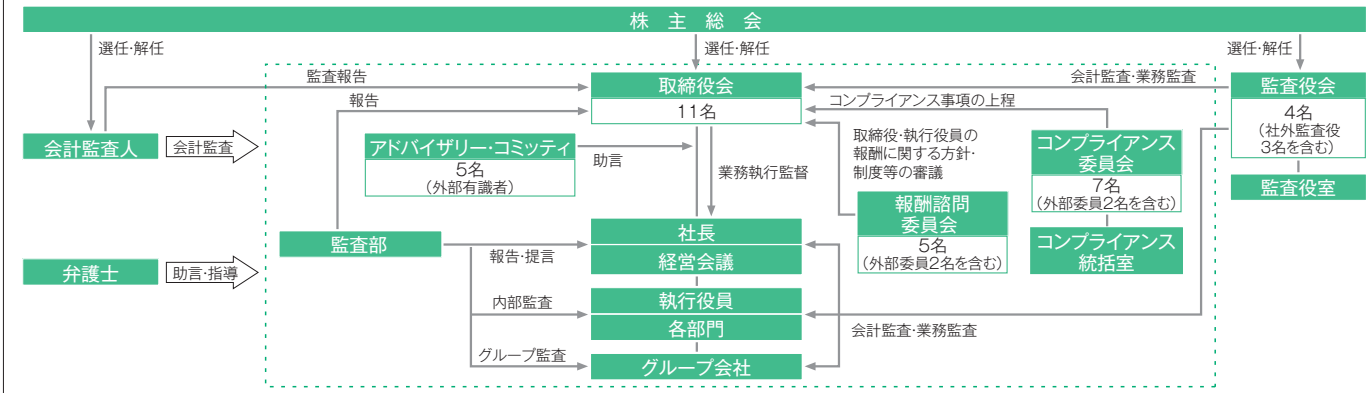 株主総会
選任・解任
選任・解任
選任・解任
監査報告
取締役会
11名
会計監査・業務監査
監査役会
4名
(社外監査役
3名を含む)
監査役室
報告
コンプライアンス事項の上程
会計監査人
会計監査
アドバイザリー・コミッティ
5名
(外部有識者)
助言
業務執行監督
取締役・執行役員の
報酬に関する方針・
制度等の審議
コンプライアンス
委員会
7名
(外部委員2名を含む)
報酬諮問
委員会
5名
(外部委員2名を含む)
コンプライアンス
統括室
監査部
報告・提言
社長
経営会議
弁護士
助言・指導
内部監査
執行役員
各部門
会計監査・業務監査
グループ監査
グループ会社